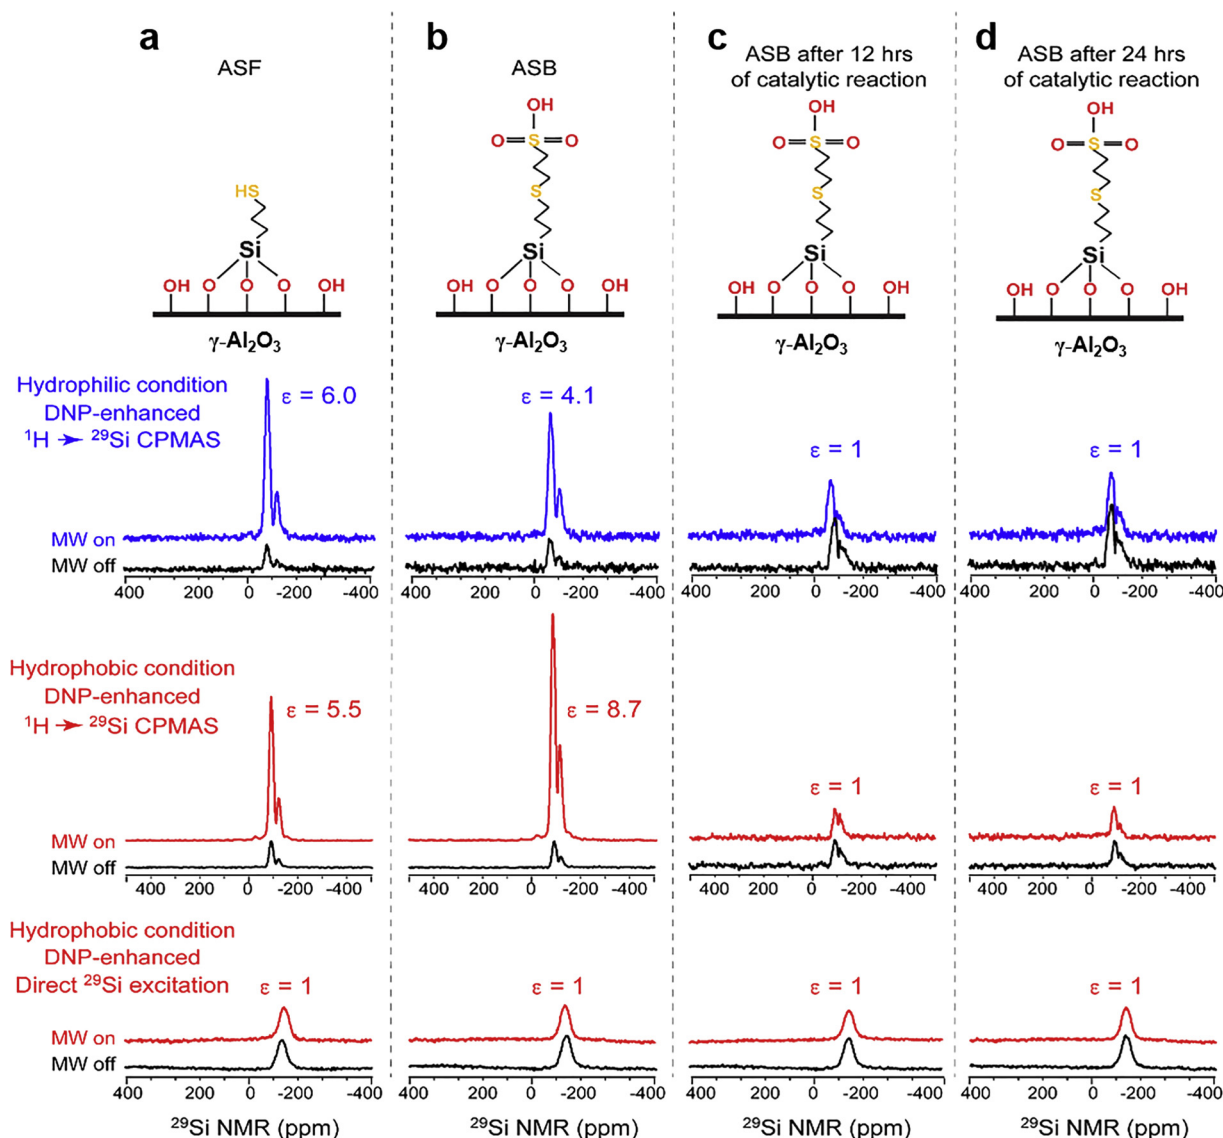 a b c d
ASF
ASB
ASB after 12 hrs
of catalytic reaction
ASB after 24 hrs
of catalytic reaction
HS
Si
OH O O O OH
γ-Al₂O₃
OH
O S O
S
Si
OH O O O OH
γ-Al₂O₃
OH
O S O
S
Si
OH O O O OH
γ-Al₂O₃
OH
O S O
S
Si
OH O O O OH
γ-Al₂O₃
Hydrophilic condition
DNP-enhanced
¹H → ²⁹Si CPMAS
ε = 6.0
ε = 4.1
ε = 1
ε = 1
MW on
MW off
400 200 0 -200 -400
400 200 0 -200 -400
400 200 0 -200 -400
400 200 0 -200 -400
Hydrophobic condition
DNP-enhanced
¹H → ²⁹Si CPMAS
ε = 5.5
ε = 8.7
ε = 1
ε = 1
MW on
MW off
400 200 0 -200 -400
400 200 0 -200 -400
400 200 0 -200 -400
400 200 0 -200 -400
Hydrophobic condition
DNP-enhanced
Direct ²⁹Si excitation
ε = 1
ε = 1
ε = 1
ε = 1
MW on
MW off
400 200 0 -200 -400
400 200 0 -200 -400
400 200 0 -200 -400
400 200 0 -200 -400
²⁹Si NMR (ppm)
²⁹Si NMR (ppm)
²⁹Si NMR (ppm)
²⁹Si NMR (ppm)